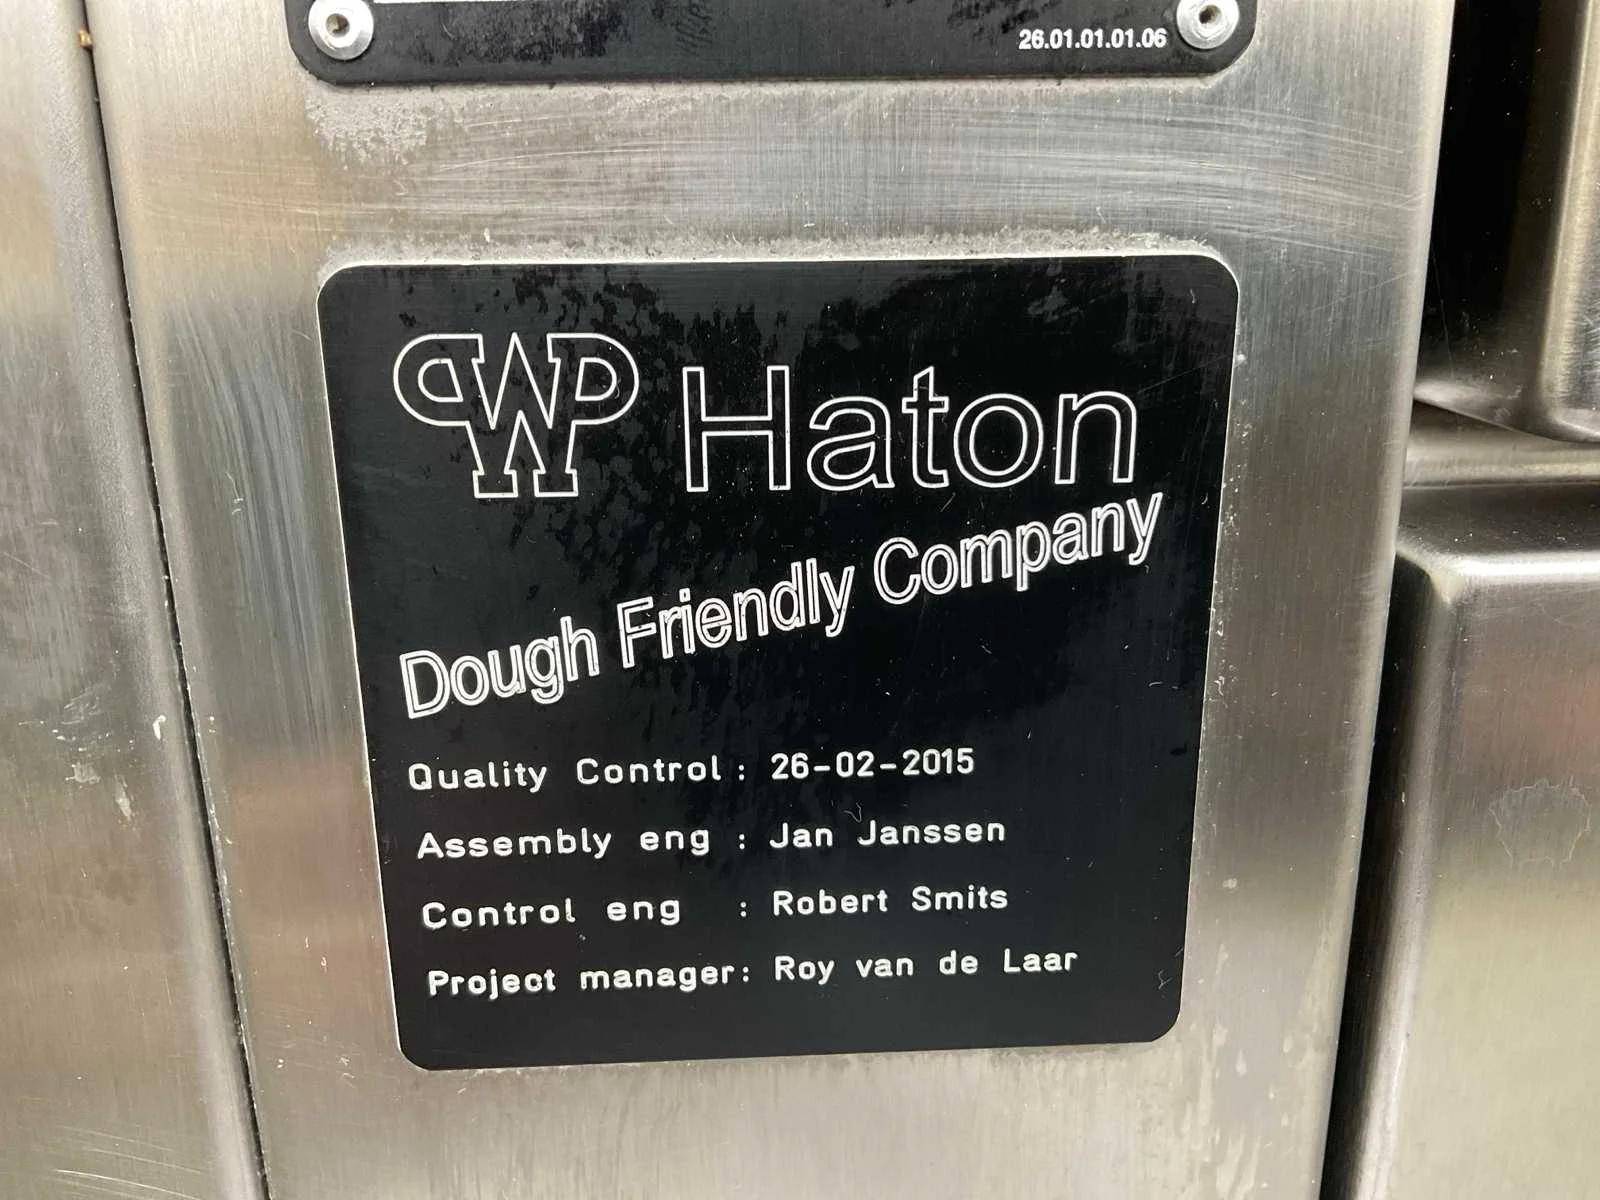 26.01.01.01.06
WP Haton
Dough Friendly Company
Quality Control : 26-02-2015
Assembly eng : Jan Janssen
Control eng : Robert Smits
Project manager: Roy van de Laar